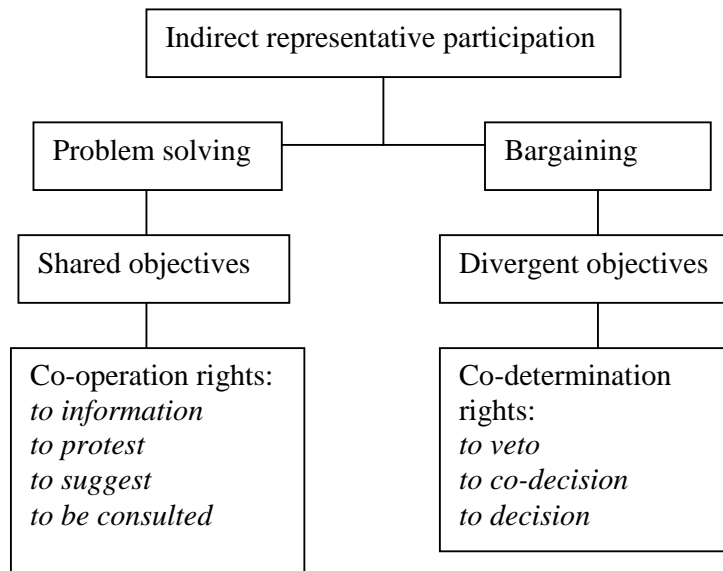 Indirect representative participation
Problem solving
Bargaining
Shared objectives
Divergent objectives
Co-operation rights:
to information
to protest
to suggest
to be consulted
Co-determination
rights:
to veto
to co-decision
to decision